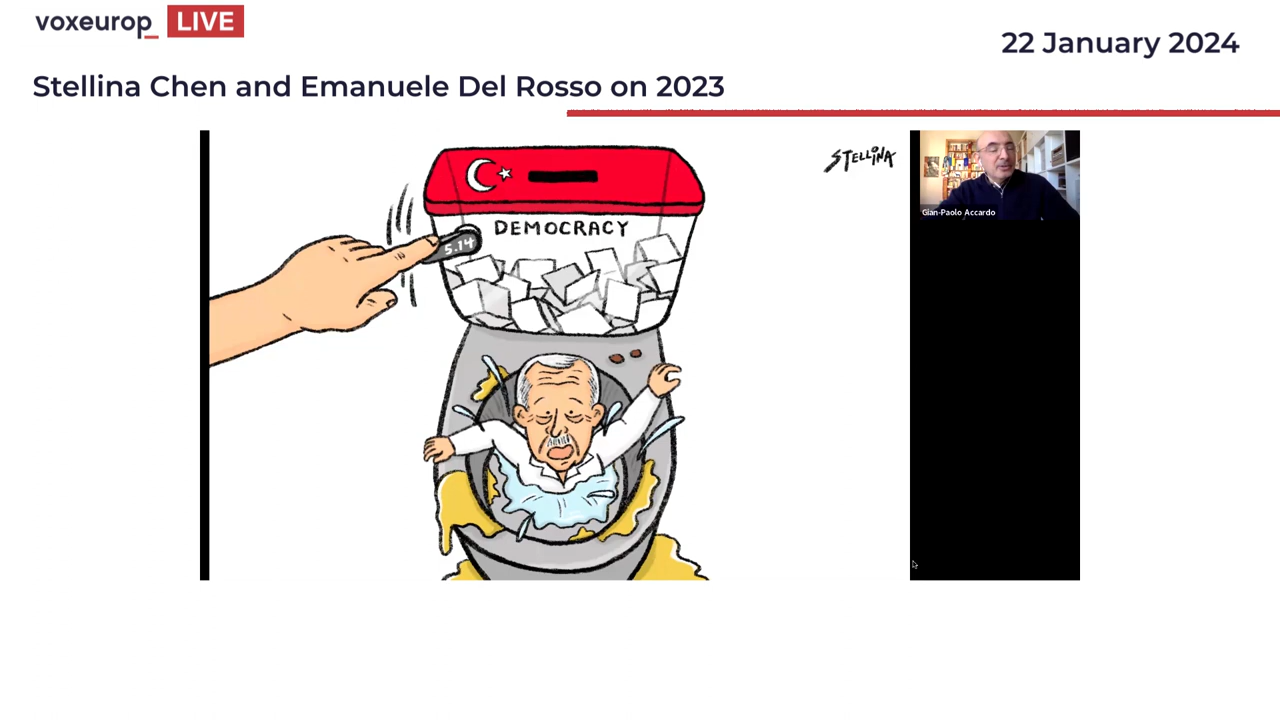 voxeurop_ LIVE
22 January 2024
Stellina Chen and Emanuele Del Rosso on 2023
STELLINA
DEMOCRACY
5.14
Gian-Paolo Accardo